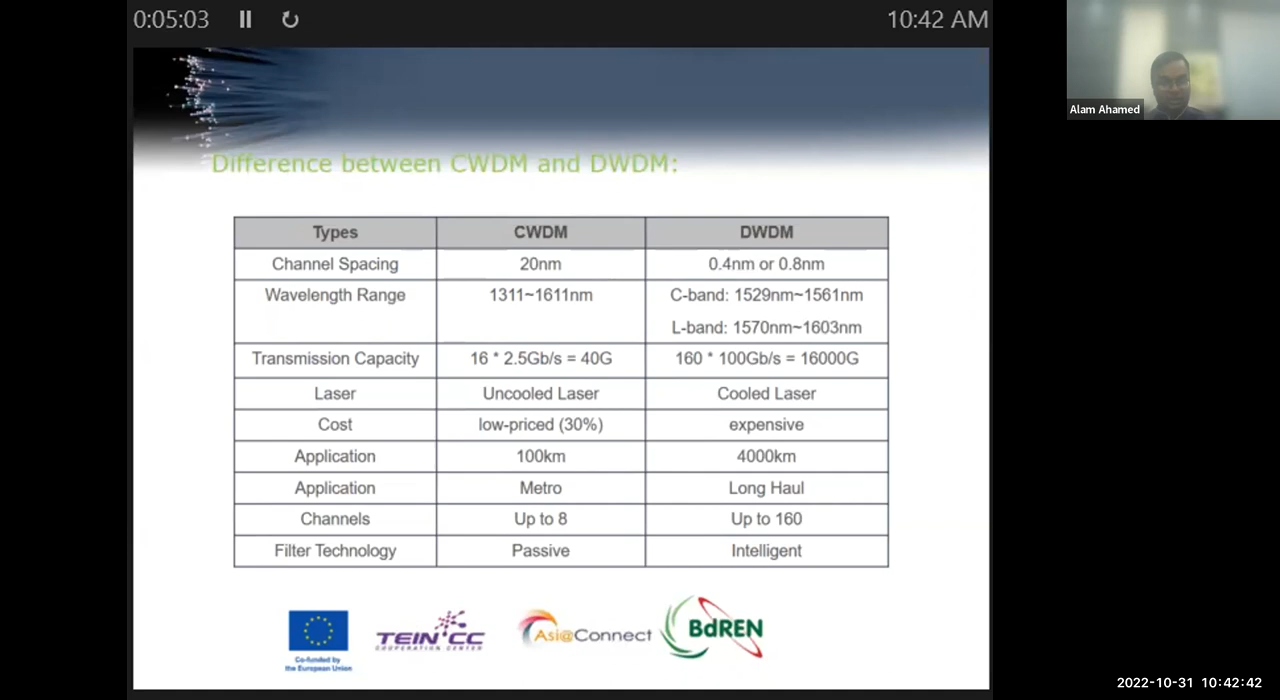 0:05:03
10:42 AM
Alam Ahamed
Difference between CWDM and DWDM:
Types CWDM DWDM
Channel Spacing 20nm 0.4nm or 0.8nm
Wavelength Range 1311~1611nm C-band: 1529nm~1561nm
L-band: 1570nm~1603nm
Transmission Capacity 16 * 2.5Gb/s = 40G 160 * 100Gb/s = 16000G
Laser Uncooled Laser Cooled Laser
Cost low-priced (30%) expensive
Application 100km 4000km
Application Metro Long Haul
Channels Up to 8 Up to 160
Filter Technology Passive Intelligent
Co-funded by
the European Union
TEIN*CC
COOPERATION CENTER
Asi@Connect
BdREN
2022-10-31 10:42:42